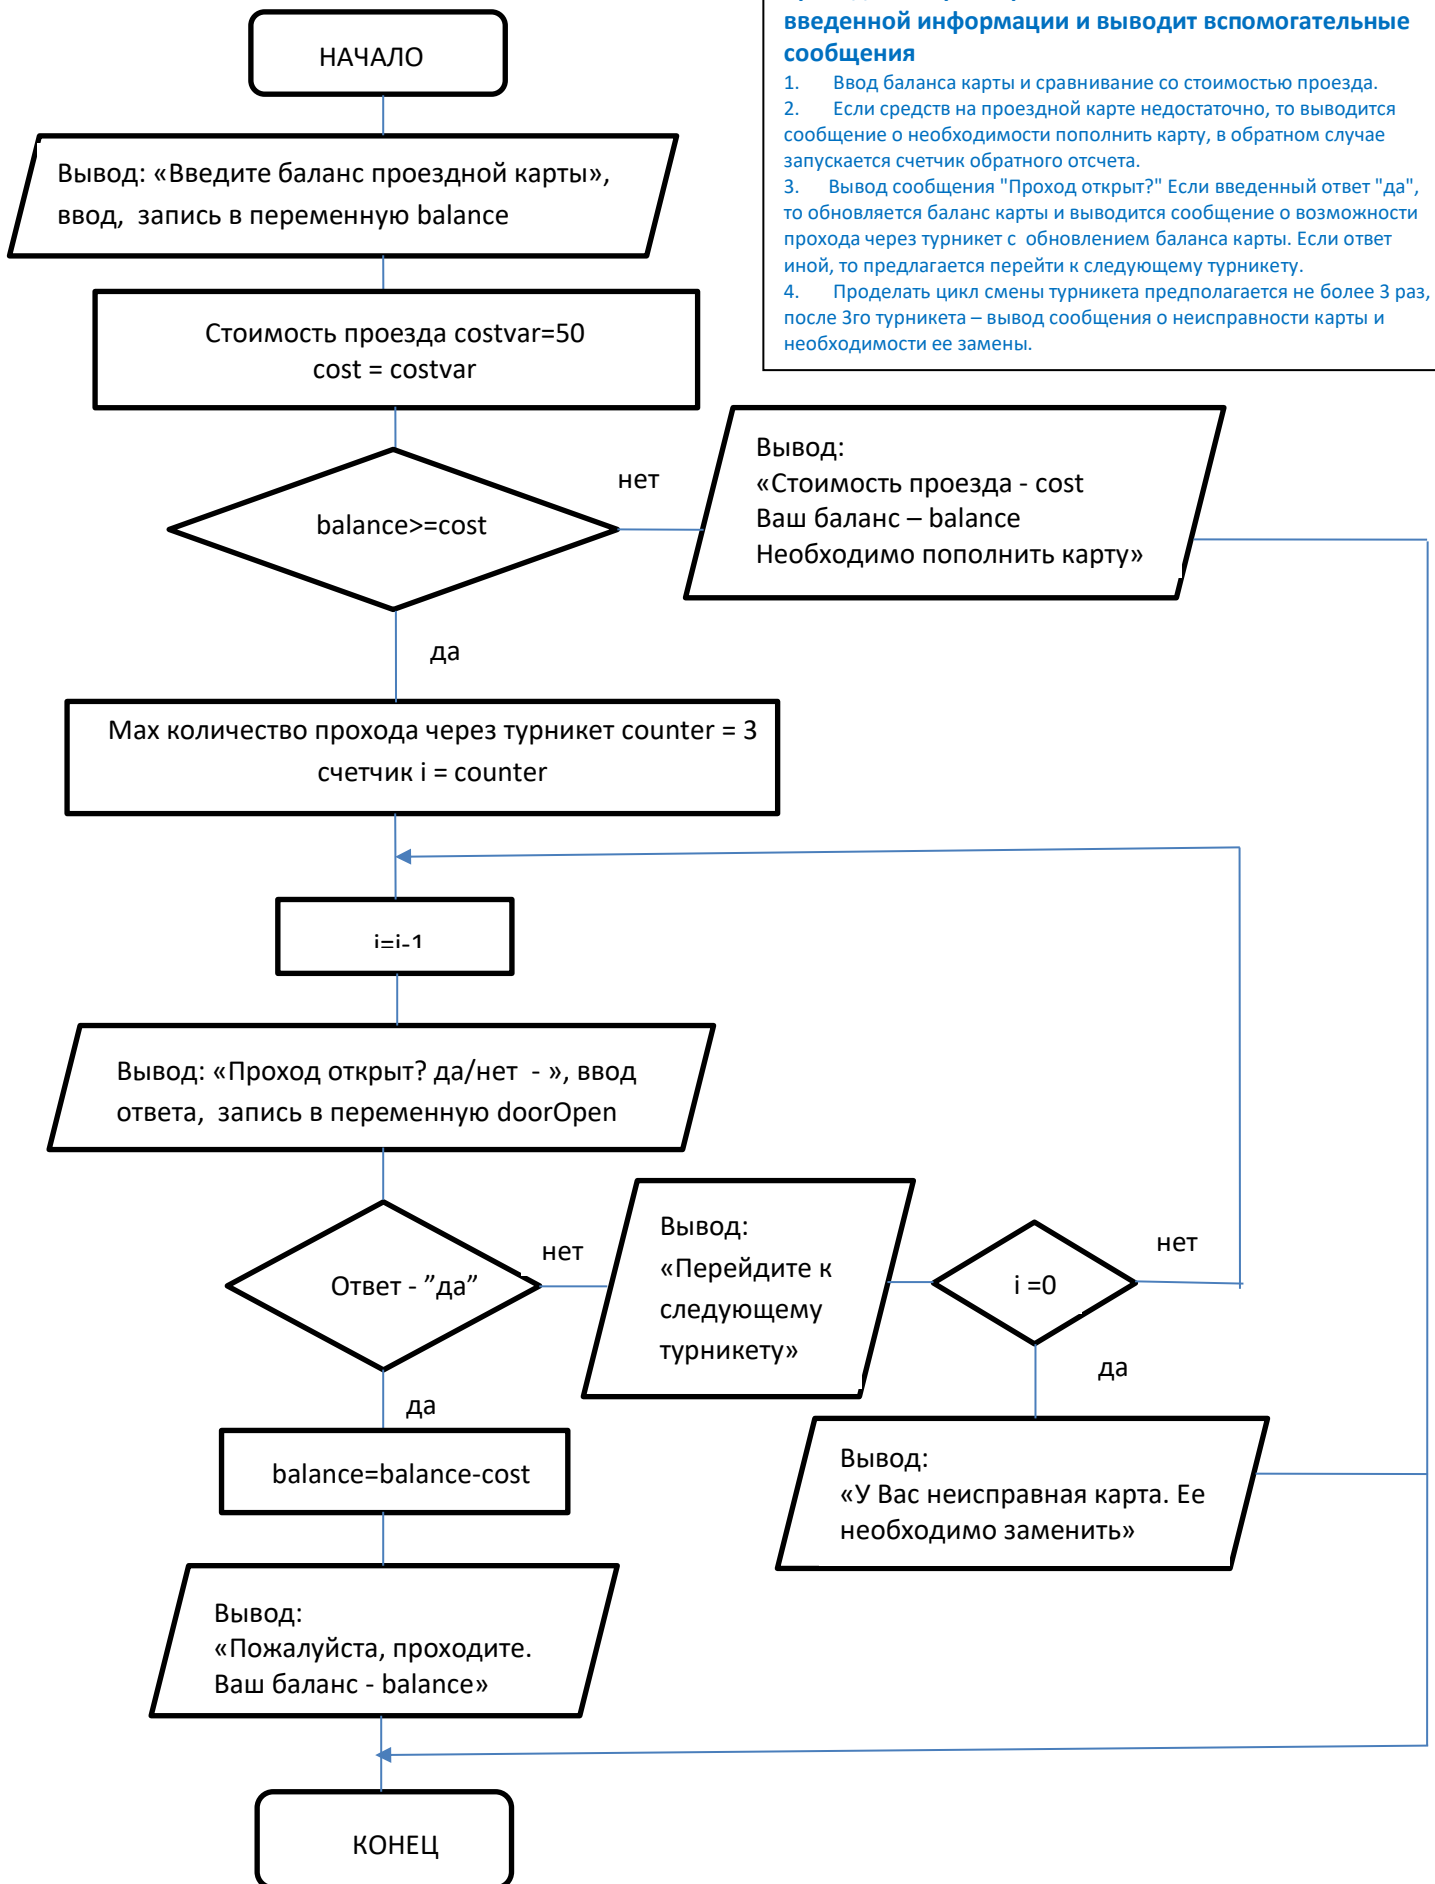 НАЧАЛО
введенной информации и выводит вспомогательные
сообщения
1. Ввод баланса карты и сравнивание со стоимостью проезда.
2. Если средств на проездной карте недостаточно, то выводится
сообщение о необходимости пополнить карту, в обратном случае
запускается счетчик обратного отсчета.
3. Вывод сообщения "Проход открыт?" Если введенный ответ "да",
то обновляется баланс карты и выводится сообщение о возможности
прохода через турникет с обновлением баланса карты. Если ответ
иной, то предлагается перейти к следующему турникету.
4. Проделать цикл смены турникета предполагается не более 3 раз,
после 3го турникета – вывод сообщения о неисправности карты и
необходимости ее замены.
Вывод: «Введите баланс проездной карты»,
ввод, запись в переменную balance
Стоимость проезда costvar=50
cost = costvar
balance>=cost
нет
Вывод:
«Стоимость проезда - cost
Ваш баланс – balance
Необходимо пополнить карту»
да
Max количество прохода через турникет counter = 3
счетчик i = counter
i=i-1
Вывод: «Проход открыт? да/нет - », ввод
ответа, запись в переменную doorOpen
Ответ - ”да”
нет
Вывод:
«Перейдите к
следующему
турникету»
i =0
нет
да
да
balance=balance-cost
Вывод:
«У Вас неисправная карта. Ее
необходимо заменить»
Вывод:
«Пожалуйста, проходите.
Ваш баланс - balance»
КОНЕЦ